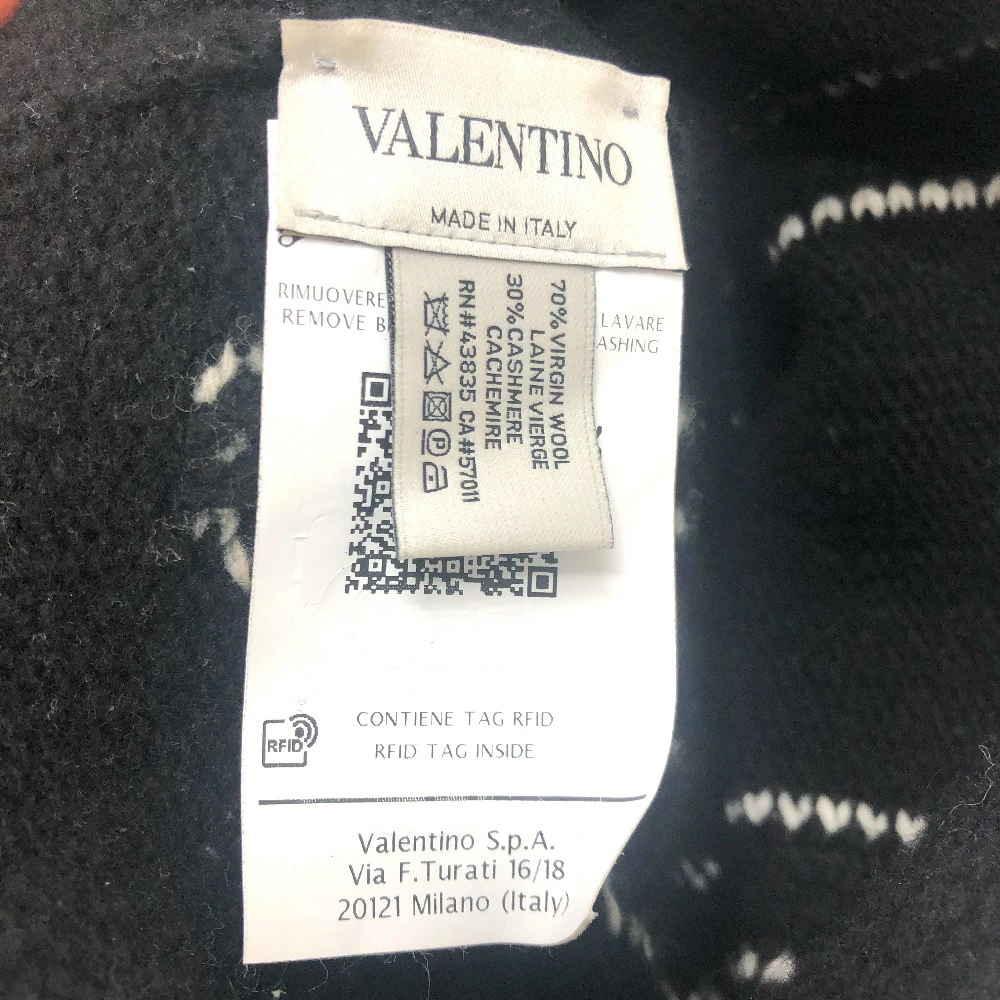 VALENTINO
MADE IN ITALY
RIMUOVERE LAVARE
REMOVE
70% VIRGIN WOOL
LAINE VIERGE
30% CASHMERE
CACHEMIRE
RN#43835 CA#57011
RFID
CONTIENE TAG RFID
RFID TAG INSIDE
Valentino S.p.A.
Via F.Turati 16/18
20121 Milano (Italy)